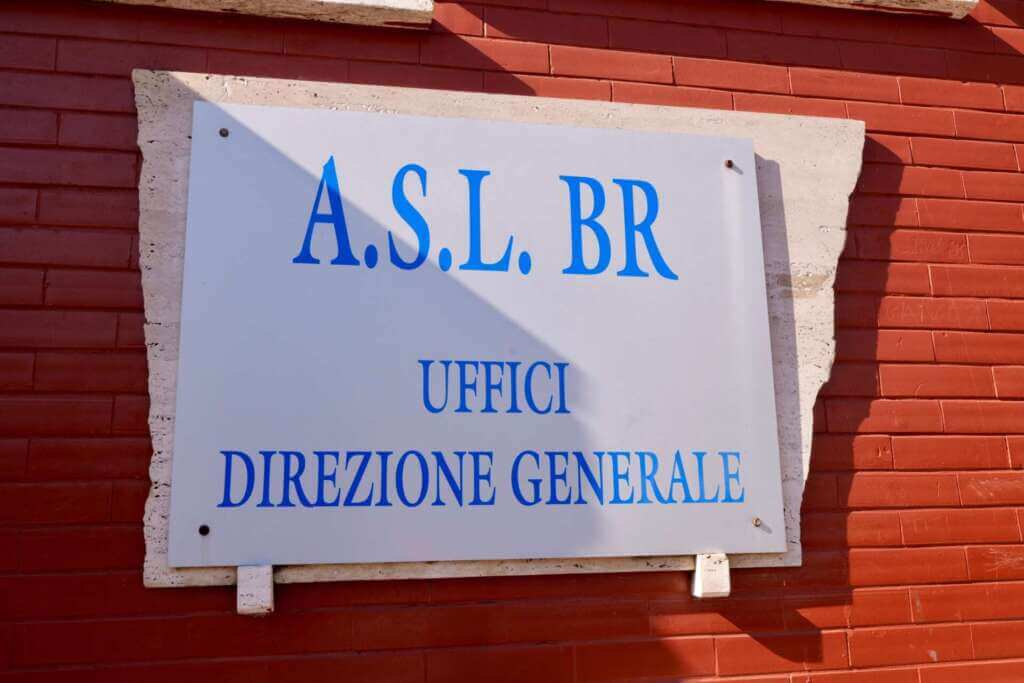 A.S.L. BR
UFFICI
DIREZIONE GENERALE